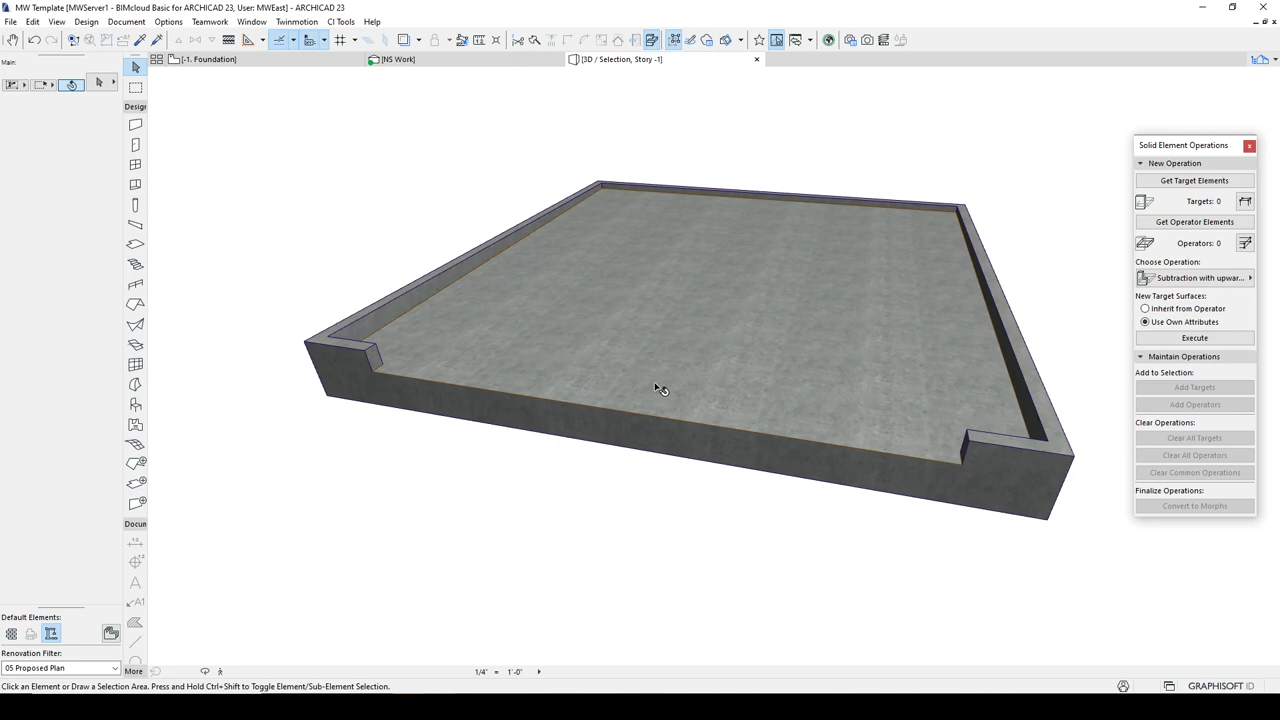 MW Template [MWServer1 - BIMcloud Basic for ARCHICAD 23, User: MWEast] - ARCHICAD 23
File Edit View Design Document Options Teamwork Window Twinmotion CI Tools Help
[-1. Foundation]
[NS Work]
[3D / Selection, Story -1]
Main:
Design
Solid Element Operations
New Operation
Get Target Elements
Targets: 0
Get Operator Elements
Operators: 0
Choose Operation:
Subtraction with upwar...
New Target Surfaces:
Inherit from Operator
Use Own Attributes
Execute
Maintain Operations
Add to Selection:
Add Targets
Add Operators
Clear Operations:
Clear All Targets
Clear All Operators
Clear Common Operations
Finalize Operations:
Convert to Morphs
Docun
A
A1
Default Elements:
Renovation Filter:
05 Proposed Plan
More
1/4" = 1'-0"
Click an Element or Draw a Selection Area. Press and Hold Ctrl+Shift to Toggle Element/Sub-Element Selection.
GRAPHISOFT ID